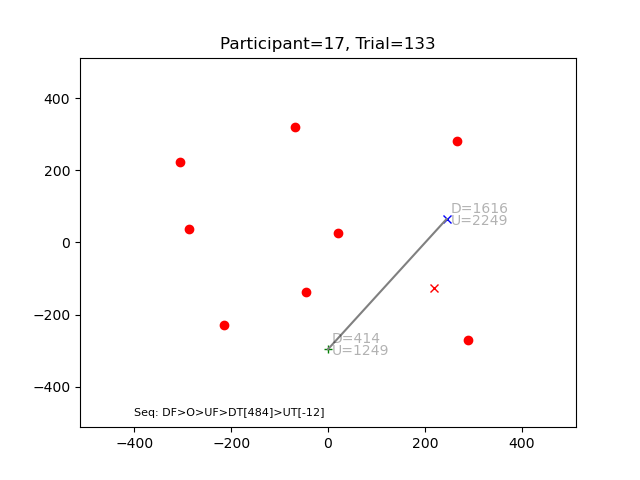 Participant=17, Trial=133
400
200
0
−200
−400
D=1616
U=2249
D=414
U=1249
Seq: DF>O>UF>DT[484]>UT[-12]
−400
−200
0
200
400